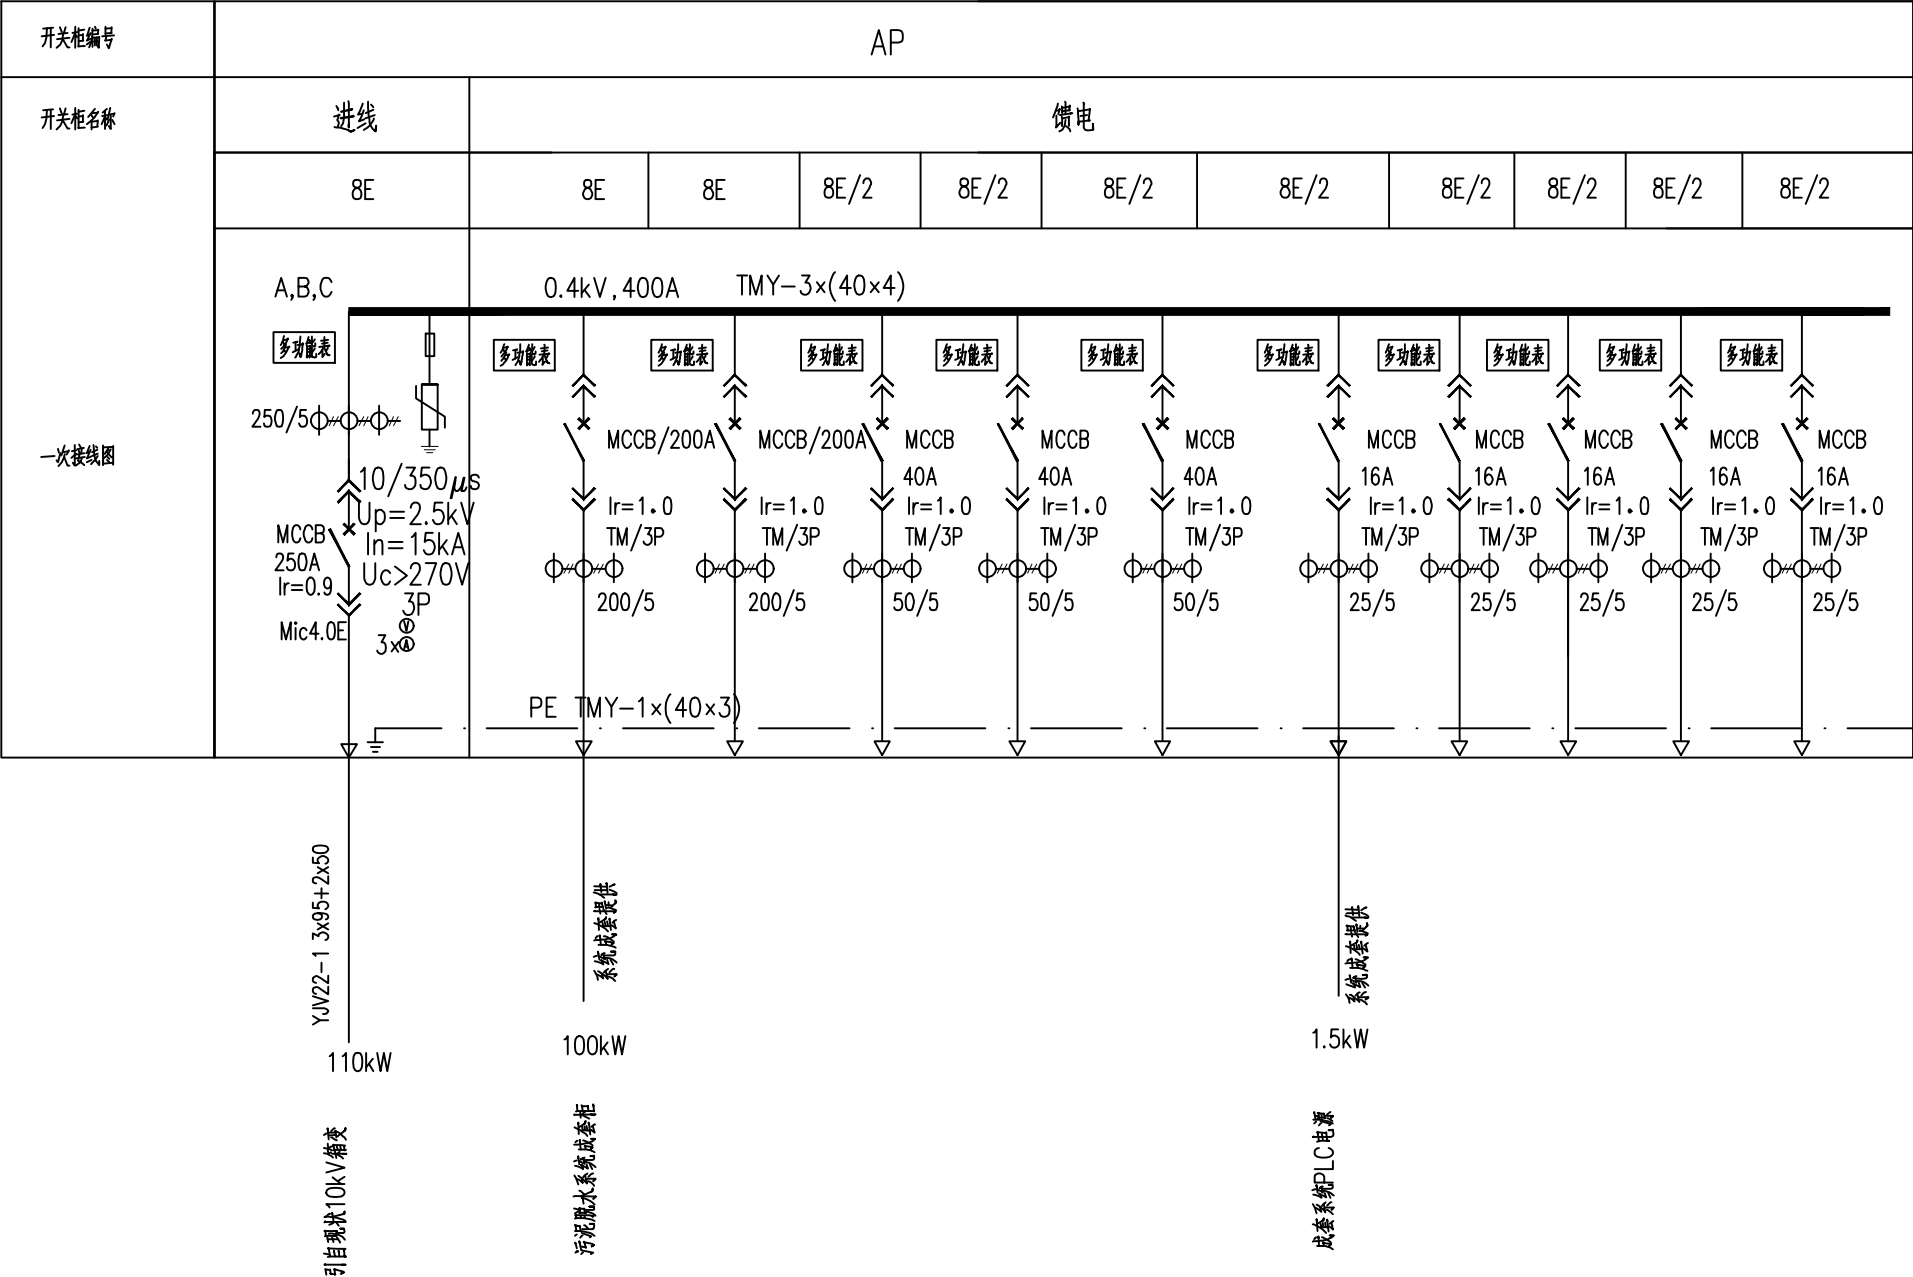 开关柜编号
AP
开关柜名称
进线
馈电
8E
8E
8E
8E/2
8E/2
8E/2
8E/2
8E/2
8E/2
8E/2
8E/2
一次接线图
A,B,C
0.4kV,400A
TMY-3×(40×4)
多功能表
多功能表
多功能表
多功能表
多功能表
多功能表
多功能表
多功能表
多功能表
多功能表
多功能表
250/5
10/350μs
Up=2.5kV
In=15kA
Uc>270V
3P
V
3×A
MCCB
250A
Ir=0.9
Mic4.0E
MCCB/200A
Ir=1.0
TM/3P
200/5
MCCB/200A
Ir=1.0
TM/3P
200/5
MCCB
40A
Ir=1.0
TM/3P
50/5
MCCB
40A
Ir=1.0
TM/3P
50/5
MCCB
40A
Ir=1.0
TM/3P
50/5
MCCB
16A
Ir=1.0
TM/3P
25/5
MCCB
16A
Ir=1.0
TM/3P
25/5
MCCB
16A
Ir=1.0
TM/3P
25/5
MCCB
16A
Ir=1.0
TM/3P
25/5
MCCB
16A
Ir=1.0
TM/3P
25/5
PE TMY-1×(40×3)
YJV22-1 3x95+2x50
110kW
引自现状10kV箱变
系统成套提供
100kW
污泥脱水系统成套柜
系统成套提供
1.5kW
成套系统PLC电源